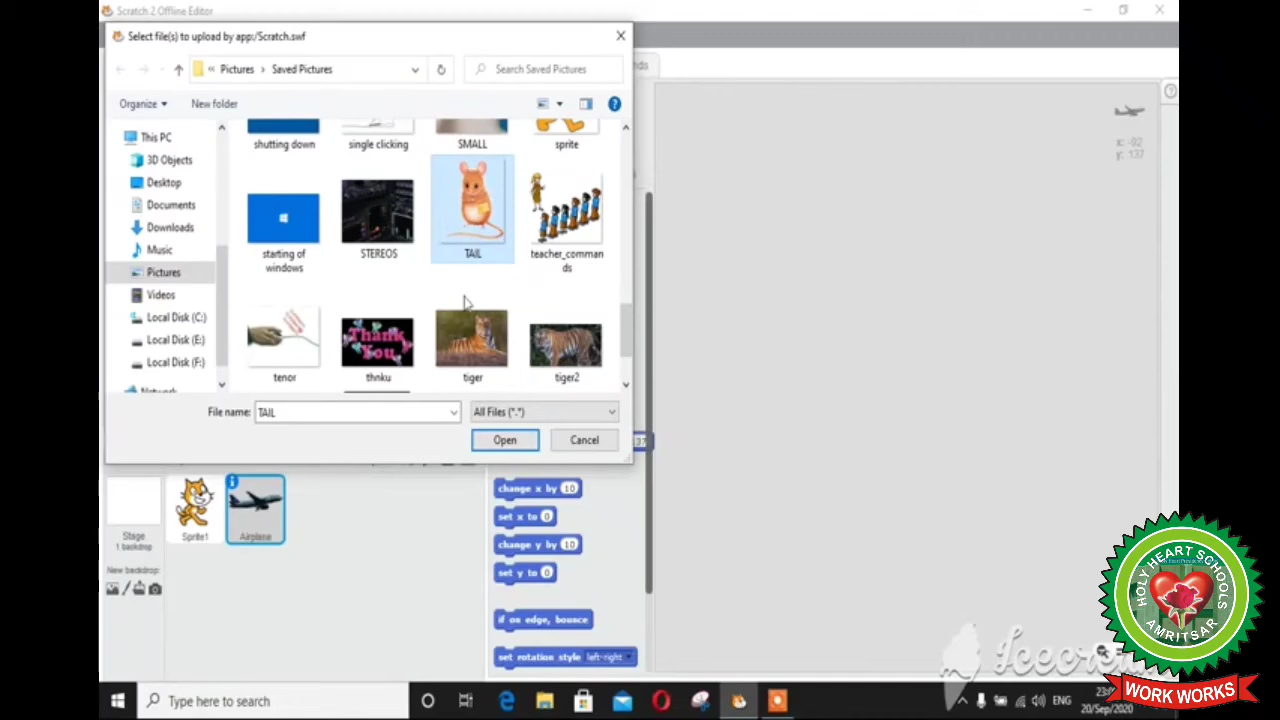 Scratch 2 Offline Editor
Select file(s) to upload by app:/Scratch.swf
Pictures
Saved Pictures
Search Saved Pictures
Organize
New folder
This PC
3D Objects
Desktop
Documents
Downloads
Music
Pictures
Videos
Local Disk (C:)
Local Disk (E:)
Local Disk (F:)
Network
shutting down
single clicking
SMALL
sprite
starting of
windows
STEREOS
TAIL
teacher_comman
ds
Thank
You
tenor
thnku
tiger
tiger2
File name:
TAIL
All Files (*.*)
Open
Cancel
x: -92
y: 137
Stage
1 backdrop
New backdrop:
Sprite1
Airplane
change x by 10
set x to 0
change y by 10
set y to 0
if on edge, bounce
set rotation style left-right
Type here to search
ENG
20/Sep/2020
HOLY HEART SCHOOLS
AMRITSAR
WORK WORKS